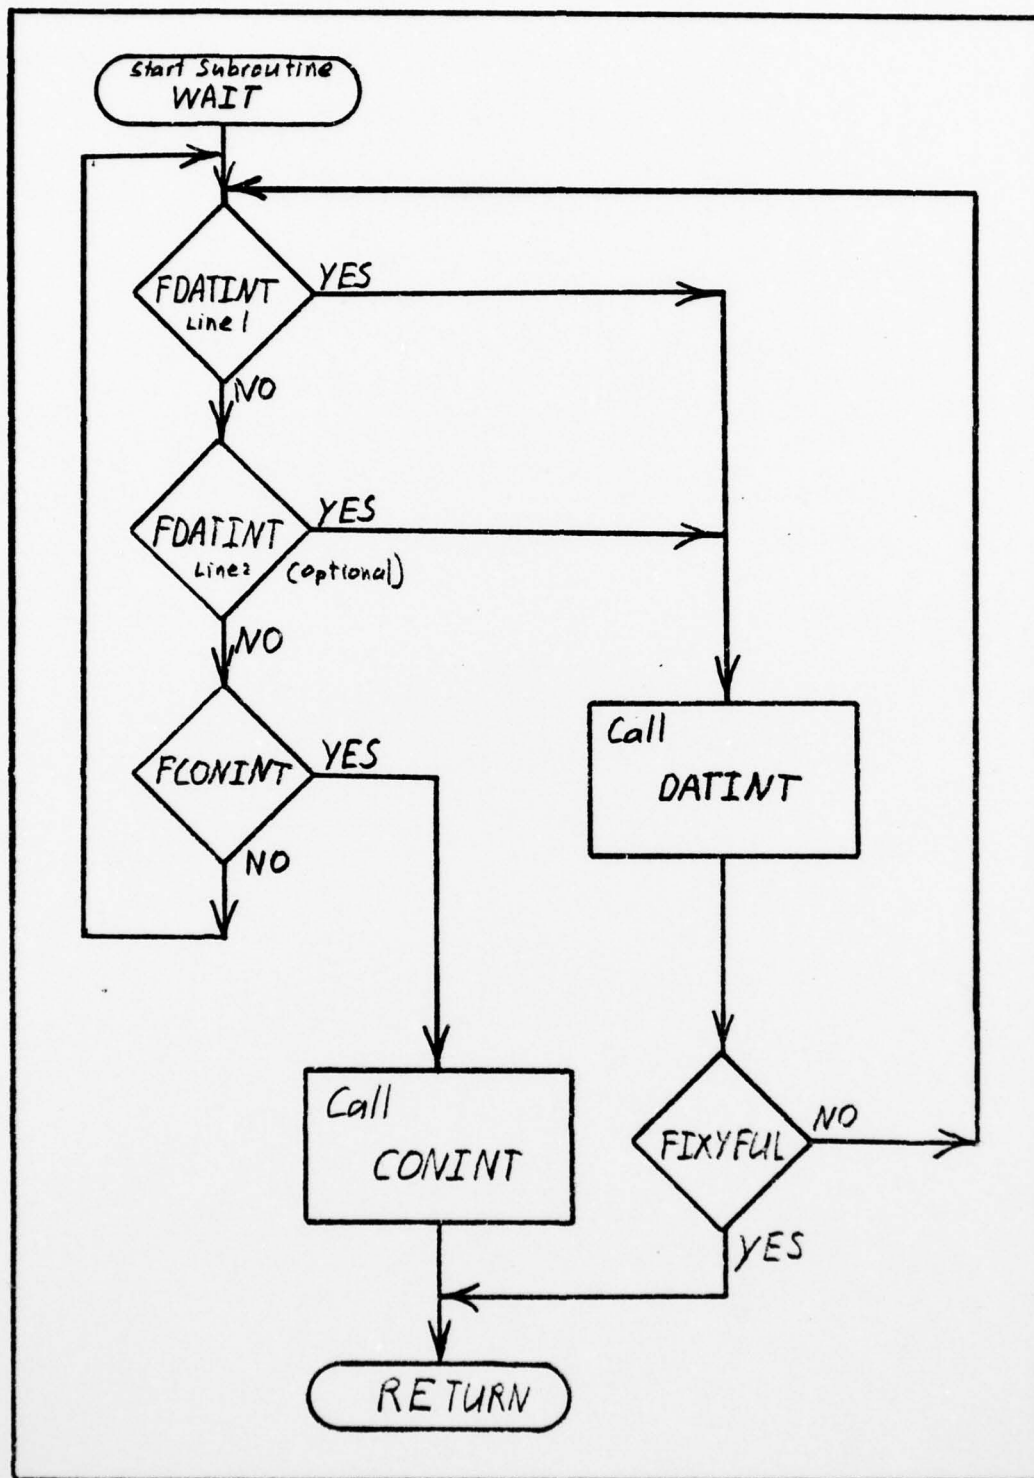 Start Subroutine
WAIT
FDATINT
Line 1
YES
NO
FDATINT
Line 2
(optional)
YES
NO
FCONINT
YES
NO
Call
DATINT
Call
CONINT
FIXYFUL
NO
YES
RETURN